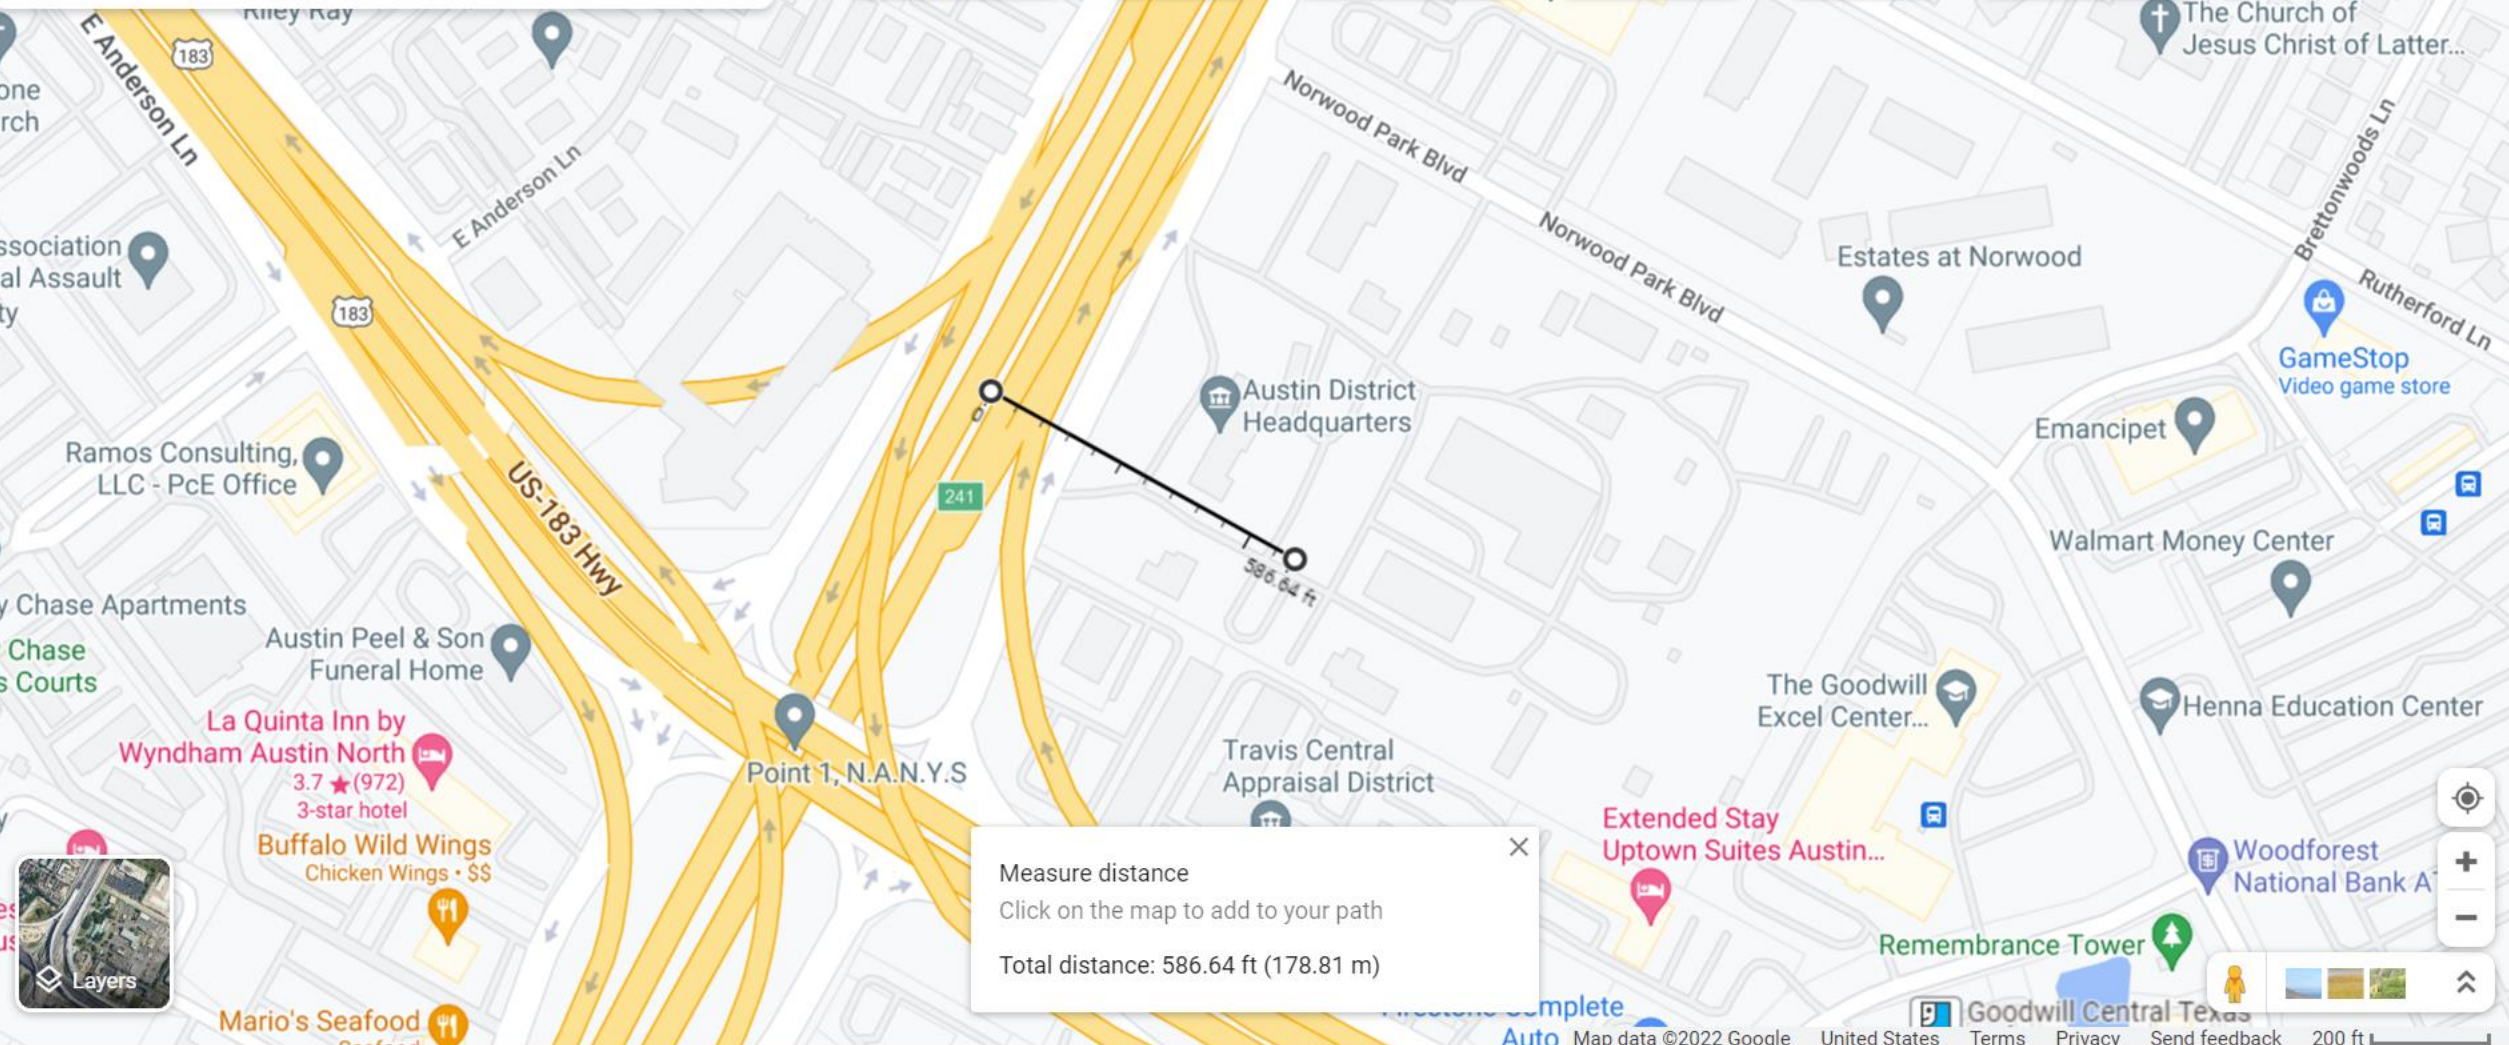 Riley Ray
The Church of
Jesus Christ of Latter...
E Anderson Ln
183
one
rch
Norwood Park Blvd
Brettonwoods Ln
E Anderson Ln
ssociation
al Assault
ty
183
Norwood Park Blvd
Estates at Norwood
Rutherford Ln
GameStop
Video game store
Austin District
Headquarters
0
Emancipet
Ramos Consulting,
LLC - PcE Office
US-183 Hwy
241
586.64 ft
Walmart Money Center
y Chase Apartments
Chase
s Courts
Austin Peel & Son
Funeral Home
The Goodwill
Excel Center...
Henna Education Center
La Quinta Inn by
Wyndham Austin North
3.7 ★ (972)
3-star hotel
Point 1, N.A.N.Y.S
Travis Central
Appraisal District
Extended Stay
Uptown Suites Austin...
Buffalo Wild Wings
Chicken Wings • $$
Measure distance
Click on the map to add to your path
Total distance: 586.64 ft (178.81 m)
Woodforest
National Bank A
Remembrance Tower
Layers
Mario's Seafood
Complete
Auto
Goodwill Central Texas
Map data ©2022 Google United States Terms Privacy Send feedback 200 ft